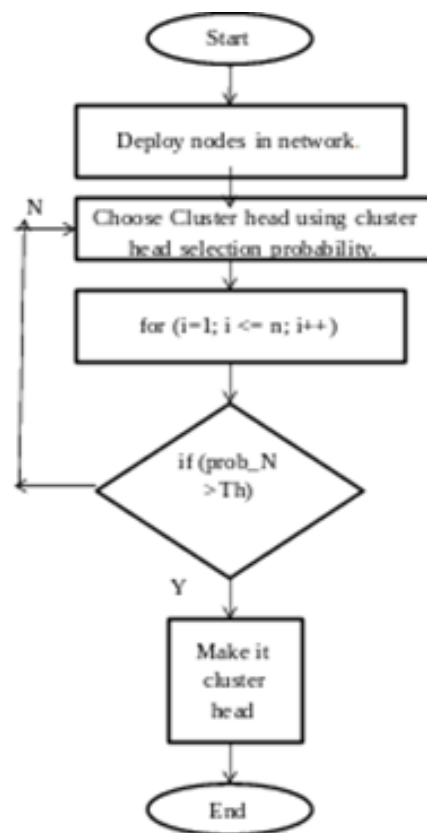 Start
Deploy nodes in network.
N
Choose Cluster head using cluster
head selection probability.
for (i=1; i <= n; i++)
if (prob_N
>Th)
Y
Make it
cluster
head
End